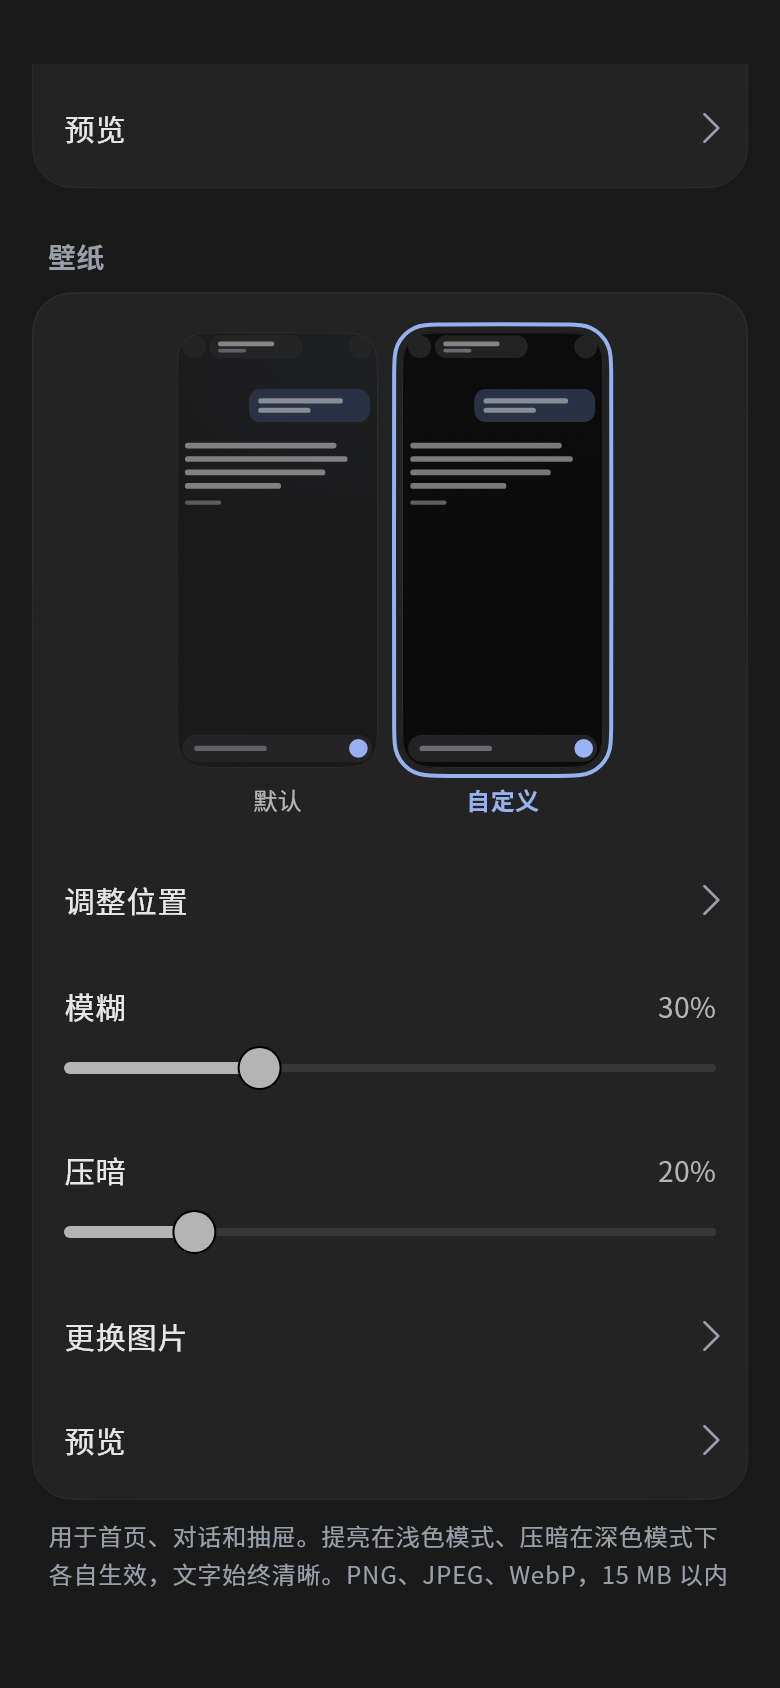 预览
壁纸
默认
自定义
调整位置
模糊
30%
压暗
20%
更换图片
预览
用于首页、对话和抽屉。提亮在浅色模式、压暗在深色模式下
各自生效，文字始终清晰。PNG、JPEG、WebP，15 MB 以内